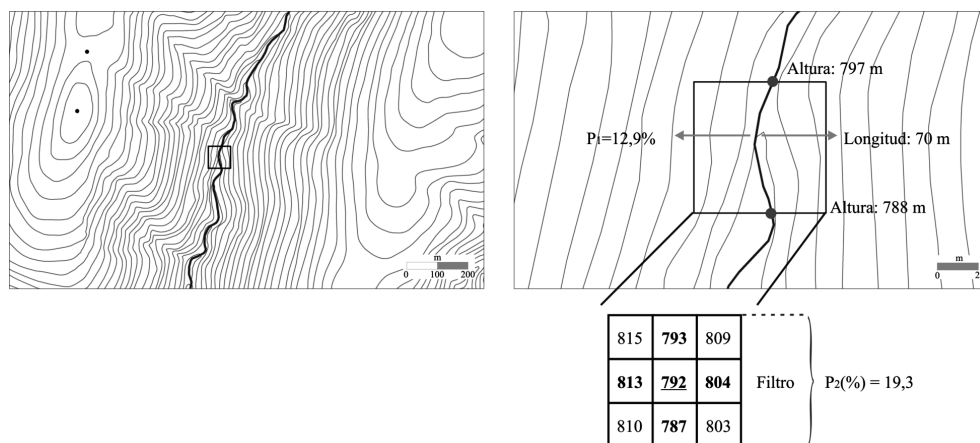 m
0 100 200
Altura: 797 m
P1=12,9%
Longitud: 70 m
Altura: 788 m
m
0 2
815 793 809
813 792 804
810 787 803
Filtro
P2(%) = 19,3